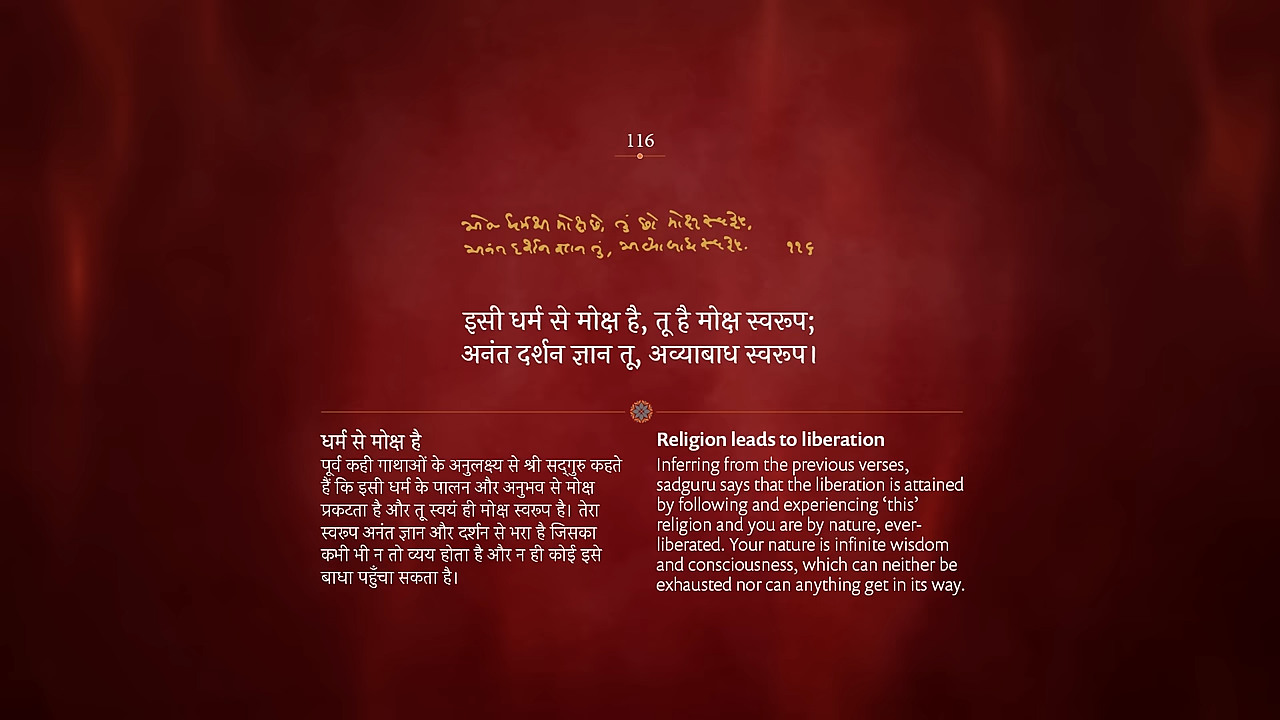 116
એજ ધર્મથી મોક્ષ છે, તું છો મોક્ષ સ્વરૂપ,
અનંત દર્શન જ્ઞાન તું, અવ્યાબાધ સ્વરૂપ. ૧૧૬
इसी धर्म से मोक्ष है, तू है मोक्ष स्वरूप;
अनंत दर्शन ज्ञान तू, अव्याबाध स्वरूप।
धर्म से मोक्ष है
पूर्व कही गाथाओं के अनुलक्ष्य से श्री सद्‌गुरु कहते
हैं कि इसी धर्म के पालन और अनुभव से मोक्ष
प्रकटता है और तू स्वयं ही मोक्ष स्वरूप है। तेरा
स्वरूप अनंत ज्ञान और दर्शन से भरा है जिसका
कभी भी न तो व्यय होता है और न ही कोई इसे
बाधा पहुँचा सकता है।
Religion leads to liberation
Inferring from the previous verses,
sadguru says that the liberation is attained
by following and experiencing ‘this’
religion and you are by nature, ever-
liberated. Your nature is infinite wisdom
and consciousness, which can neither be
exhausted nor can anything get in its way.